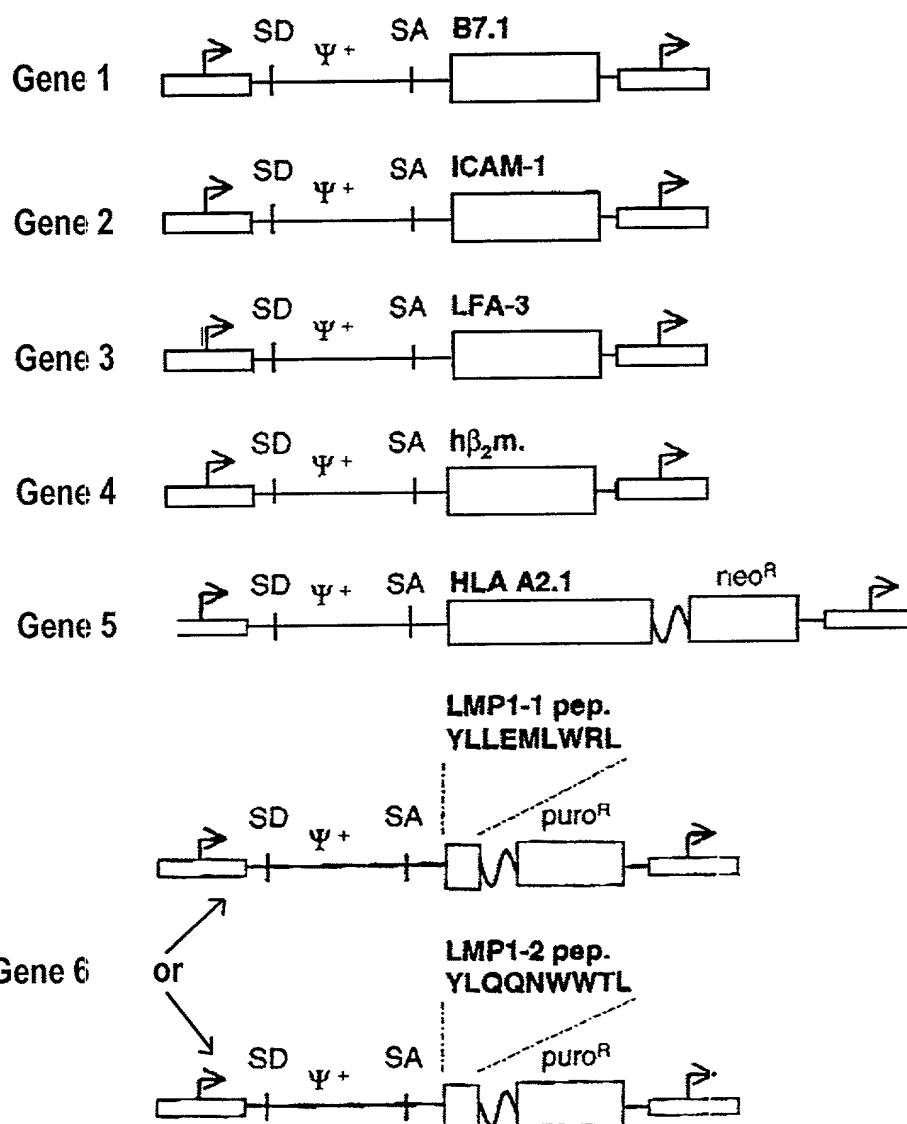 SD Ψ+ SA B7.1
Gene 1
SD Ψ+ SA ICAM-1
Gene 2
SD Ψ+ SA LFA-3
Gene 3
SD Ψ+ SA hβ₂m.
Gene 4
SD Ψ+ SA HLA A2.1 neoᴿ
Gene 5
LMP1-1 pep.
YLLEMLWRL
SD Ψ+ SA puroᴿ
Gene 6 or
LMP1-2 pep.
YLQQNWWTL
SD Ψ+ SA puroᴿ